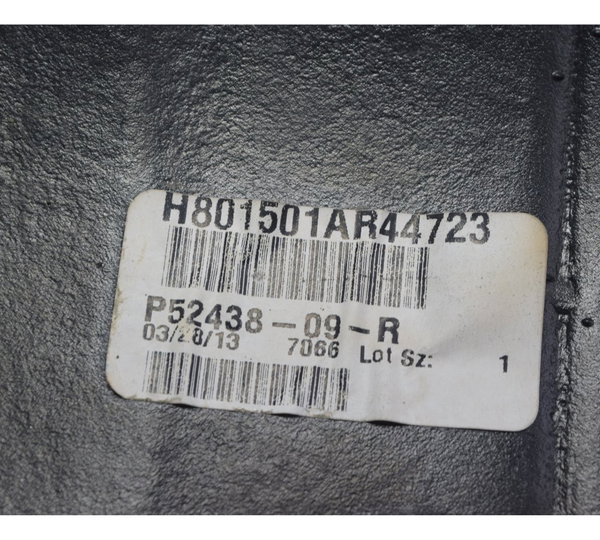 H801501AR44723
P52438-09-R
03/28/13 7066 Lot Sz: 1